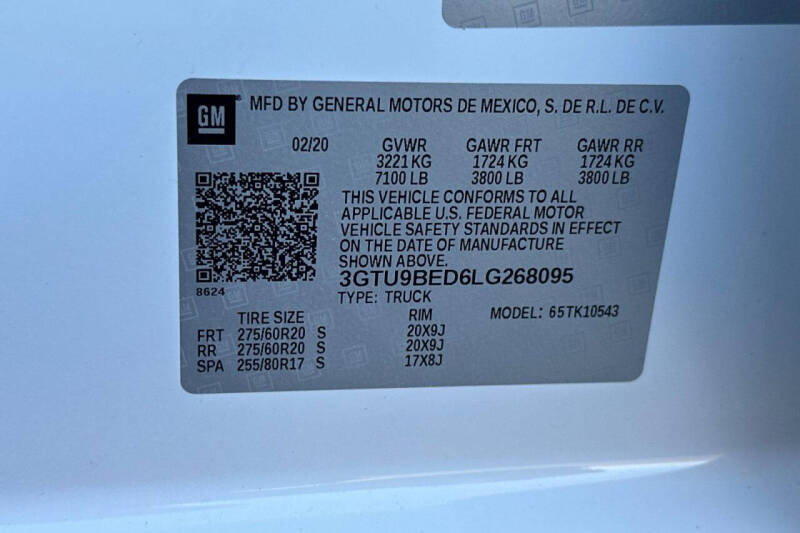 GM MFD BY GENERAL MOTORS DE MEXICO, S. DE R.L. DE C.V.
02/20 GVWR GAWR FRT GAWR RR
3221 KG 1724 KG 1724 KG
7100 LB 3800 LB 3800 LB
THIS VEHICLE CONFORMS TO ALL
APPLICABLE U.S. FEDERAL MOTOR
VEHICLE SAFETY STANDARDS IN EFFECT
ON THE DATE OF MANUFACTURE
SHOWN ABOVE.
3GTU9BED6LG268095
8624
TYPE: TRUCK MODEL: 65TK10543
TIRE SIZE RIM
FRT 275/60R20 S 20X9J
RR 275/60R20 S 20X9J
SPA 255/80R17 S 17X8J